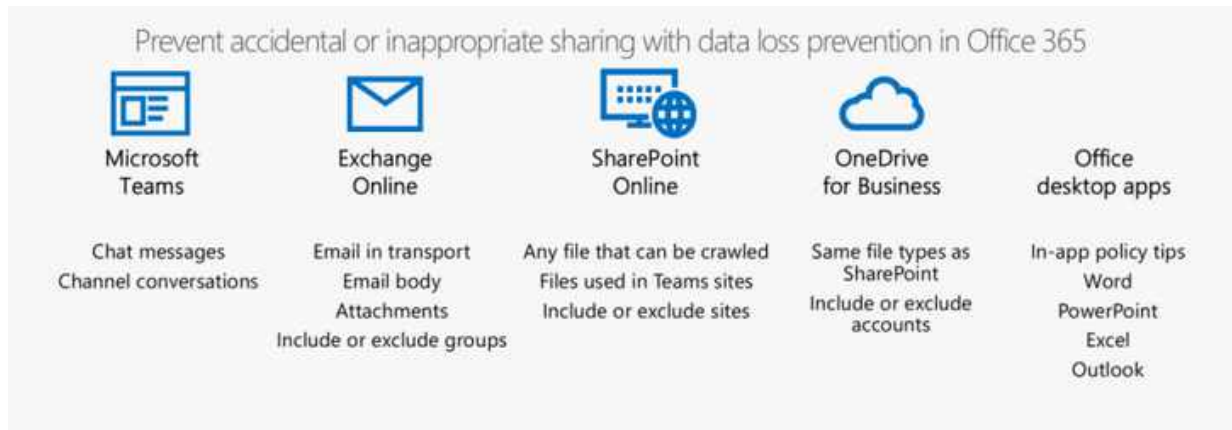 Prevent accidental or inappropriate sharing with data loss prevention in Office 365
Microsoft
Teams
Chat messages
Channel conversations
Exchange
Online
Email in transport
Email body
Attachments
Include or exclude groups
SharePoint
Online
Any file that can be crawled
Files used in Teams sites
Include or exclude sites
OneDrive
for Business
Same file types as
SharePoint
Include or exclude
accounts
Office
desktop apps
In-app policy tips
Word
PowerPoint
Excel
Outlook